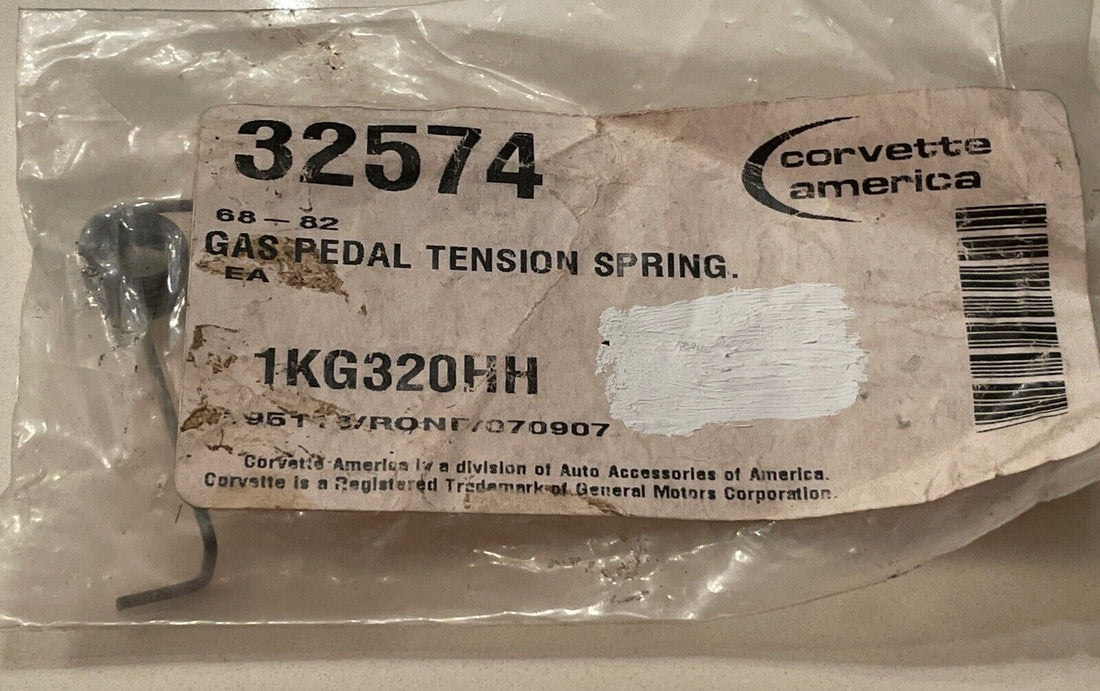 32574
corvette
america
68 - 82
GAS PEDAL TENSION SPRING.
EA
1KG320HH
070907
Corvette America is a division of Auto Accessories of America.
Corvette is a Registered Trademark of General Motors Corporation.